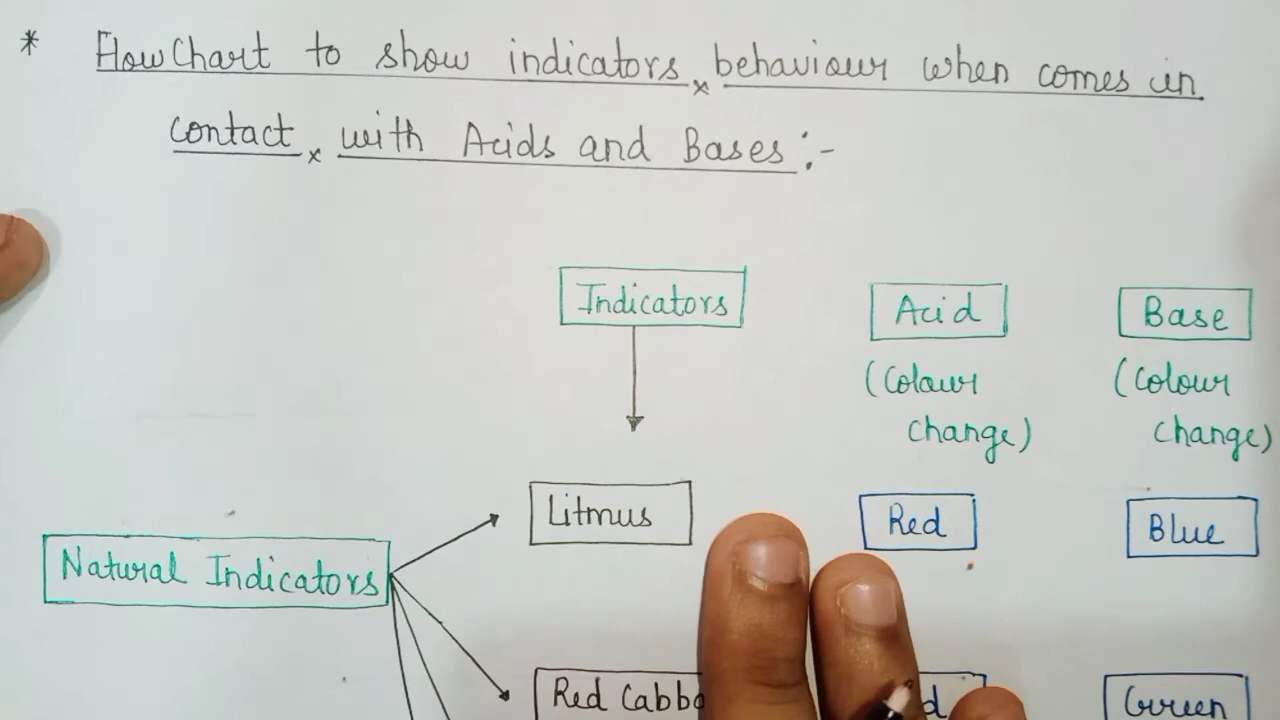 * FlowChart to show indicators x behaviour when comes in
contact x with Acids and Bases :-
Indicators Acid Base
(Colour (Colour
change) change)
Litmus Red Blue
Natural Indicators
Red Green